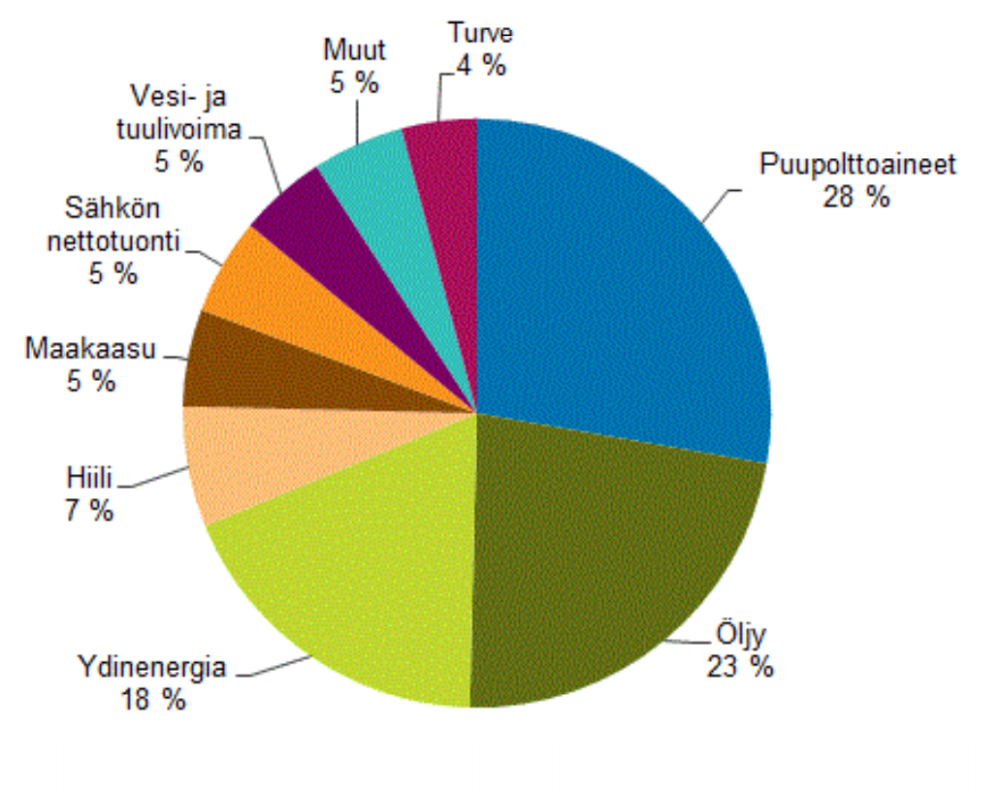 Turve
4 %
Muut
5 %
Vesi- ja
tuulivoima
5 %
Puupolttoaineet
28 %
Sähkön
nettotuonti
5 %
Maakaasu
5 %
Hiili
7 %
Öljy
23 %
Ydinenergia
18 %